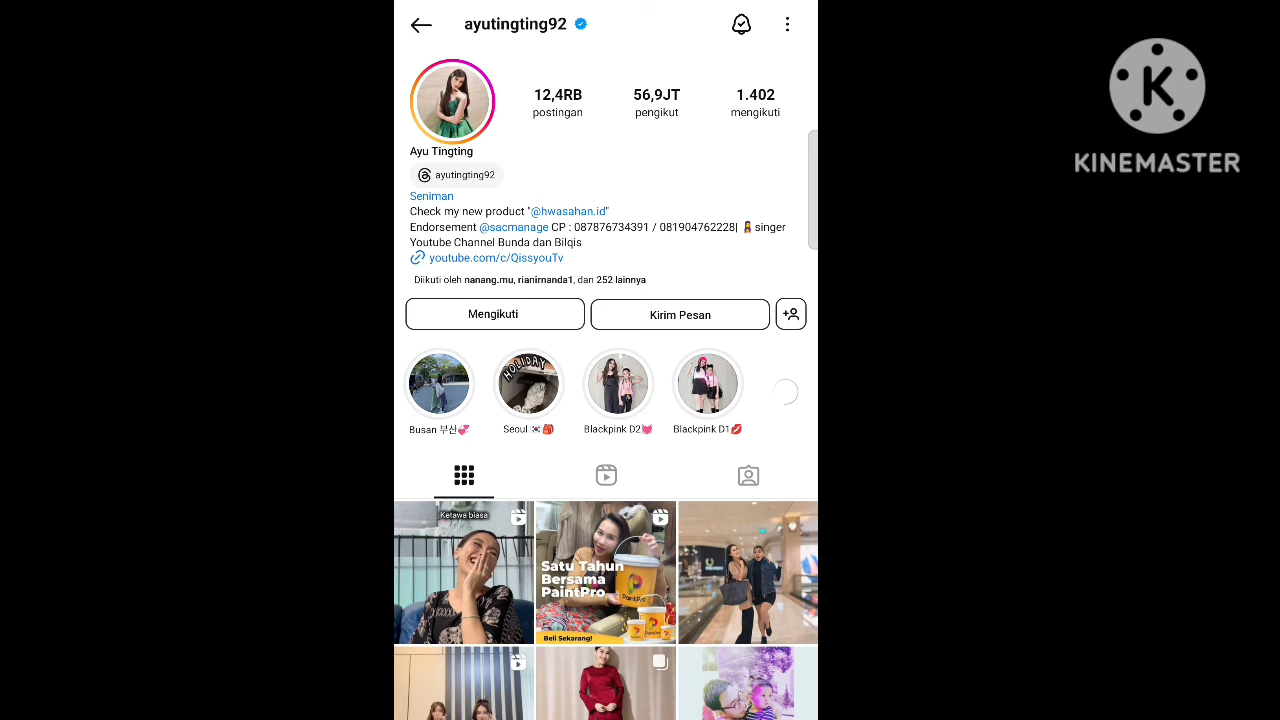 ayutingting92
12,4RB 56,9JT 1.402
postingan pengikut mengikuti
Ayu Tingting
ayutingting92
Seniman
Check my new product "@hwasahan.id"
Endorsement @sacmanage CP : 087876734391 / 081904762228| 👩‍🎤singer
Youtube Channel Bunda dan Bilqis
youtube.com/c/QissyouTv
Diikuti oleh nanang.mu, rianirnanda1, dan 252 lainnya
Mengikuti Kirim Pesan
HOLIDAY
Busan 부산💞 Seoul 🇰🇷🎒 Blackpink D2💓 Blackpink D1💋
Ketawa biasa
Satu Tahun
Bersama
PaintPro
PaintPro
Beli Sekarang!
K
KINEMASTER